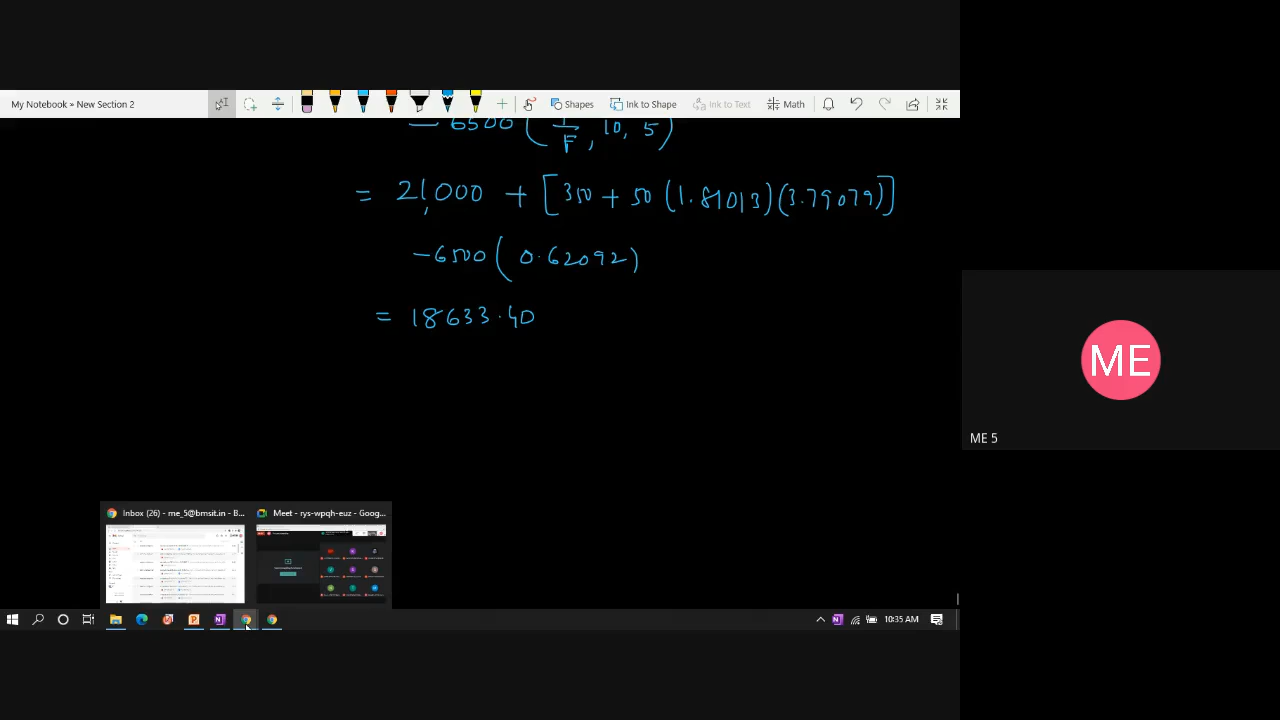 My Notebook » New Section 2
Shapes
Ink to Shape
Ink to Text
Math
— 6500 ( P/F, 10, 5 )
= 21,000 + [350 + 50 (1.81013)(3.79079)]
—6500 ( 0.62092)
= 18633.40
ME
ME 5
Inbox (26) - me_5@bmsit.in - B...
Meet - rys-wpqh-euz - Goog...
10:35 AM